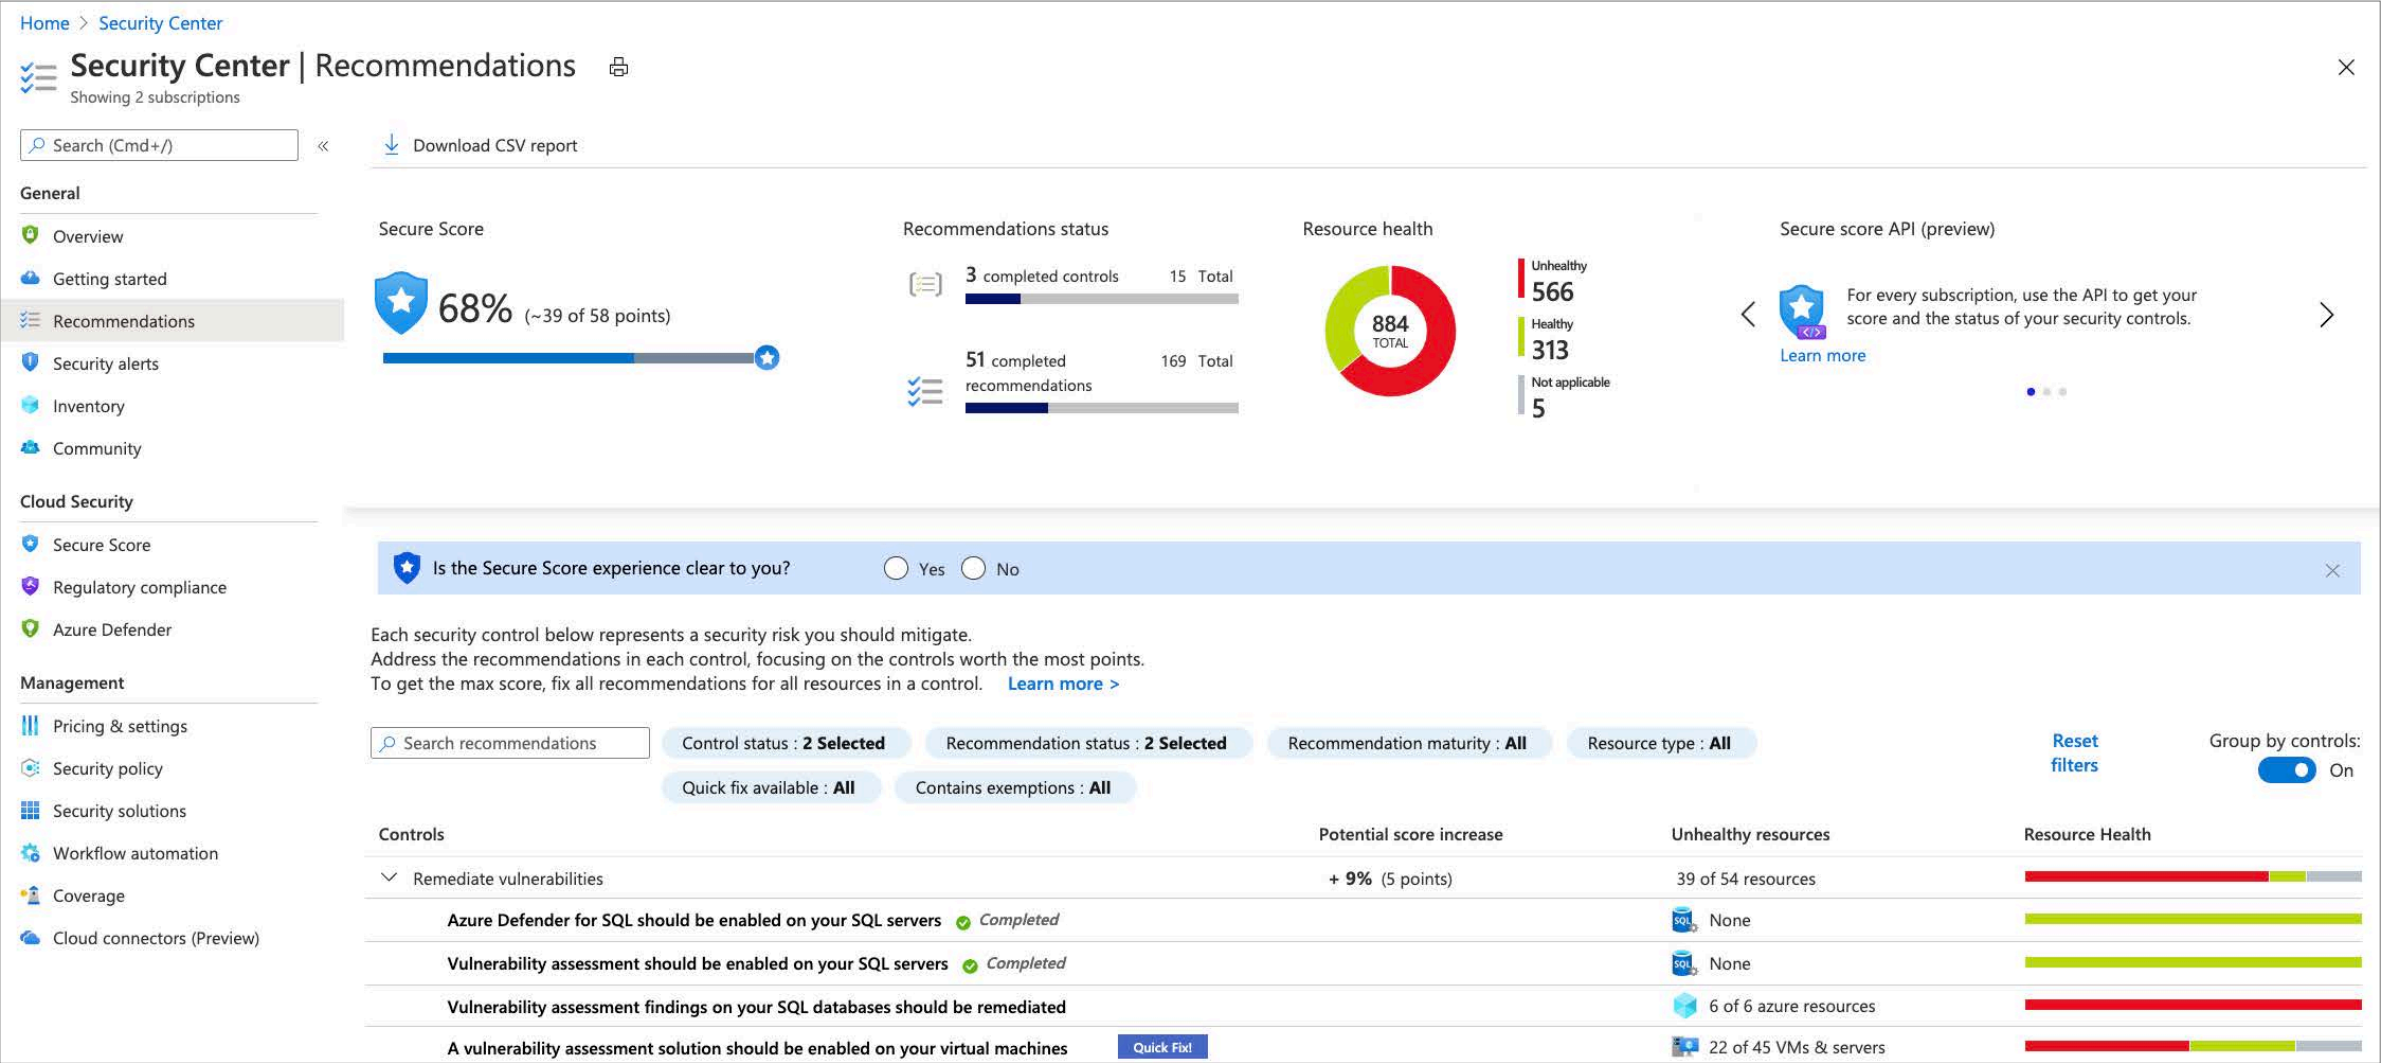 Home > Security Center
Security Center | Recommendations
Showing 2 subscriptions
Search (Cmd+/)
«
General
Overview
Getting started
Recommendations
Security alerts
Inventory
Community
Cloud Security
Secure Score
Regulatory compliance
Azure Defender
Management
Pricing & settings
Security policy
Security solutions
Workflow automation
Coverage
Cloud connectors (Preview)
Download CSV report
Secure Score
68% (~39 of 58 points)
Recommendations status
3 completed controls 15 Total
51 completed 169 Total
recommendations
Resource health
884
TOTAL
Unhealthy
566
Healthy
313
Not applicable
5
Secure score API (preview)
For every subscription, use the API to get your
score and the status of your security controls.
Learn more
Is the Secure Score experience clear to you? Yes No
Each security control below represents a security risk you should mitigate.
Address the recommendations in each control, focusing on the controls worth the most points.
To get the max score, fix all recommendations for all resources in a control. Learn more >
Search recommendations
Control status : 2 Selected
Recommendation status : 2 Selected
Recommendation maturity : All
Resource type : All
Quick fix available : All
Contains exemptions : All
Reset
filters
Group by controls:
On
Controls Potential score increase Unhealthy resources Resource Health
Remediate vulnerabilities + 9% (5 points) 39 of 54 resources
Azure Defender for SQL should be enabled on your SQL servers Completed SQL None
Vulnerability assessment should be enabled on your SQL servers Completed SQL None
Vulnerability assessment findings on your SQL databases should be remediated 6 of 6 azure resources
A vulnerability assessment solution should be enabled on your virtual machines Quick Fix! 22 of 45 VMs & servers